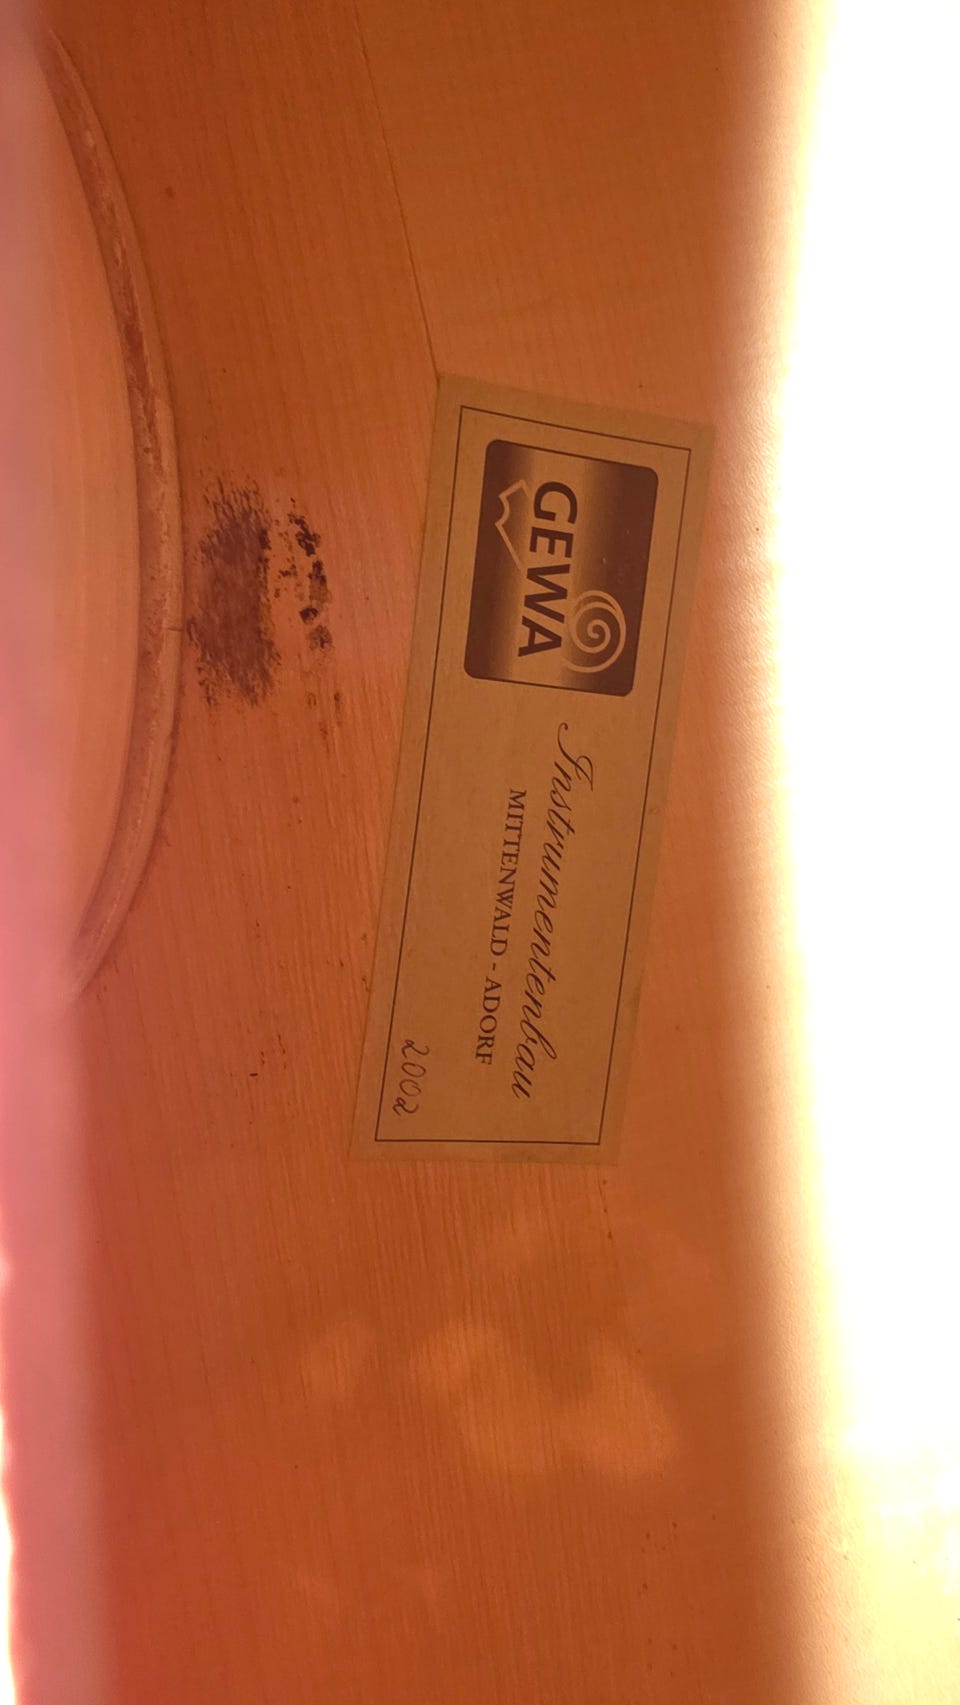 GEWA
Instrumentenbau
MITTENWALD - ADORF
2002